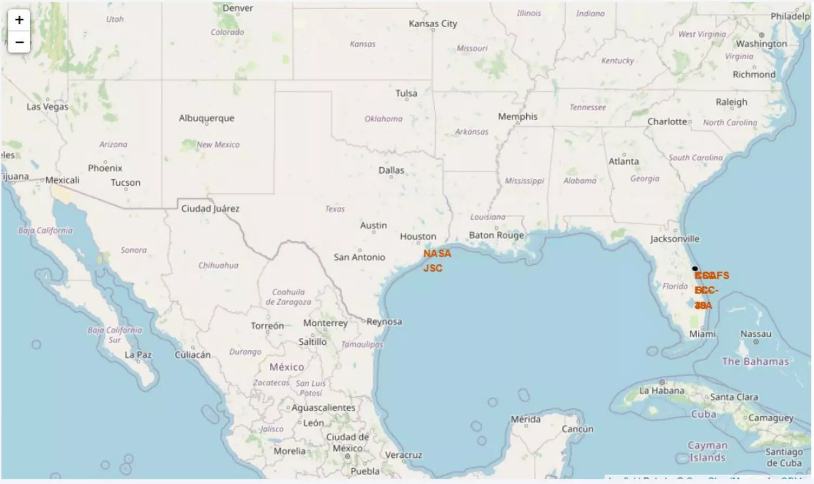 +
−
Denver
Utah
Colorado
Kansas City
Kansas
Missouri
Illinois
Indiana
West Virginia
Philadelp
Washington
Virginia
Richmond
Kentucky
Las Vegas
Albuquerque
New Mexico
Arizona
Tulsa
Oklahoma
Memphis
Tennessee
Arkansas
Raleigh
Charlotte
North Carolina
eles
ijuana
Mexicali
Phoenix
Tucson
Dallas
Mississippi
Alabama
Atlanta
Georgia
South Carolina
Ciudad Juárez
Texas
Louisiana
Austin
Houston
Baton Rouge
San Antonio
Jacksonville
Baja California
Sonora
Chihuahua
NASA
JSC
Florida
Coahuila
de Zaragoza
Torreón
Monterrey
Reynosa
Saltillo
Tamaulipas
Miami
Nassau
The Bahamas
Baja California
Sur
La Paz
Culiacán
Durango
México
Zacatecas
San Luis
Potosí
Aguascalientes
León
Jalisco
Ciudad de
México
Morelia
Puebla
Veracruz
Mérida
Cancun
La Habana
Santa Clara
Cuba
Camaguey
Cayman
Islands
Santiago
de Cuba